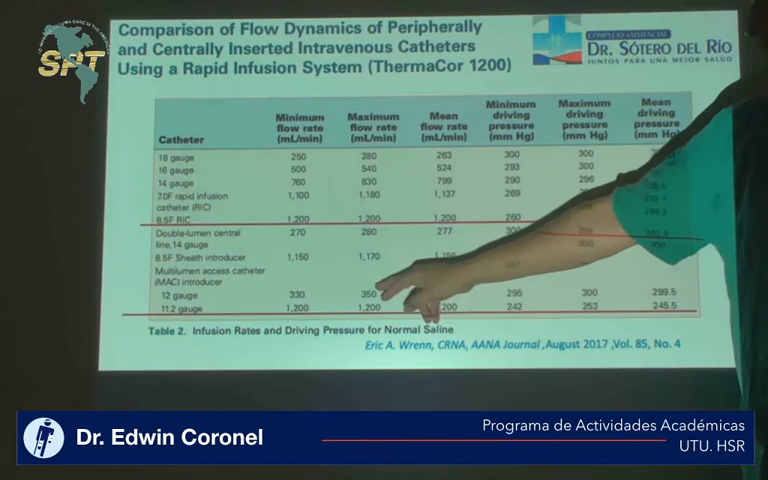 Comparison of Flow Dynamics of Peripherally
and Centrally Inserted Intravenous Catheters
Using a Rapid Infusion System (ThermaCor 1200)
SPT
COMPLEJO ASISTENCIAL
DR. SÓTERO DEL RÍO
JUNTOS PARA UNA MEJOR SALUD
Catheter Minimum flow rate (mL/min) Maximum flow rate (mL/min) Mean flow rate (mL/min) Minimum driving pressure (mm Hg) Maximum driving pressure (mm Hg) Mean driving pressure (mm Hg)
18 gauge 250 280 263 300 300
16 gauge 500 540 524 293 300
14 gauge 760 830 799 290 296
7.0F rapid infusion 1,100 1,180 1,137 269
catheter (RIC)
8.5F RIC 1,200 1,200 1,200 260
Double-lumen central 270 280 277 300
line, 14 gauge
8.5F Sheath introducer 1,150 1,170
Multilumen access catheter
(MAC) introducer
12 gauge 330 350 295 300 299.5
11.2 gauge 1,200 1,200 242 253 245.5
Table 2. Infusion Rates and Driving Pressure for Normal Saline
Eric A. Wrenn, CRNA, AANA Journal ,August 2017 ,Vol. 85, No. 4
Dr. Edwin Coronel
Programa de Actividades Académicas
UTU. HSR